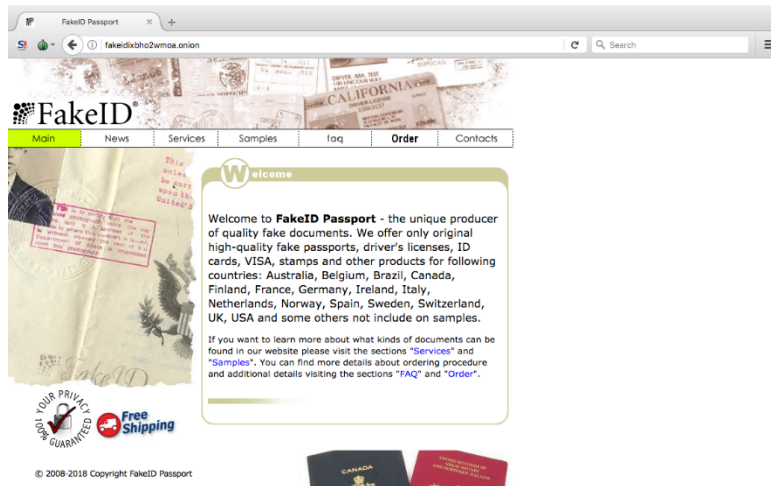 FakeID Passport
fakeidixbho2wmoa.onion
Search
DRIVER
CALIFORNIA
DRIVER LICENSE
FakeID®
Main News Services Samples faq Order Contacts
Welcome
Welcome to FakeID Passport - the unique producer
of quality fake documents. We offer only original
high-quality fake passports, driver's licenses, ID
cards, VISA, stamps and other products for following
countries: Australia, Belgium, Brazil, Canada,
Finland, France, Germany, Ireland, Italy,
Netherlands, Norway, Spain, Sweden, Switzerland,
UK, USA and some others not include on samples.
If you want to learn more about what kinds of documents can be
found in our website please visit the sections "Services" and
"Samples". You can find more details about ordering procedure
and additional details visiting the sections "FAQ" and "Order".
FakeID
YOUR PRIVACY
100% GUARANTEED
Free
Shipping
© 2008-2018 Copyright FakeID Passport
CANADA